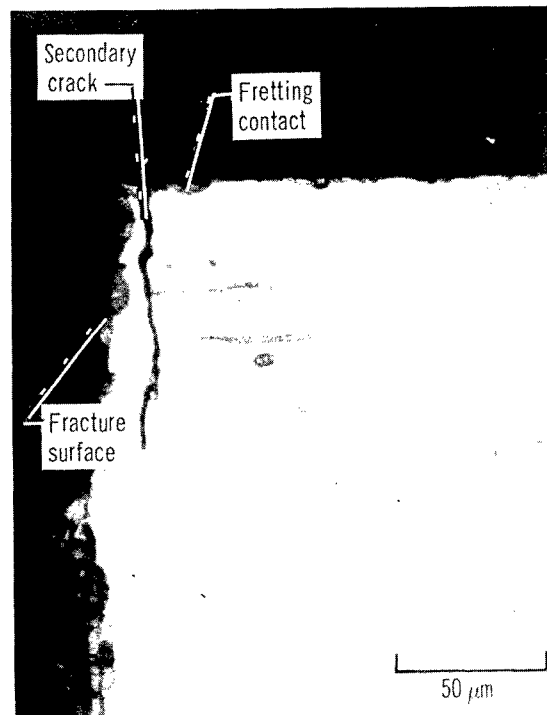 Secondary
crack
Fretting
contact
Fracture
surface
50 μm